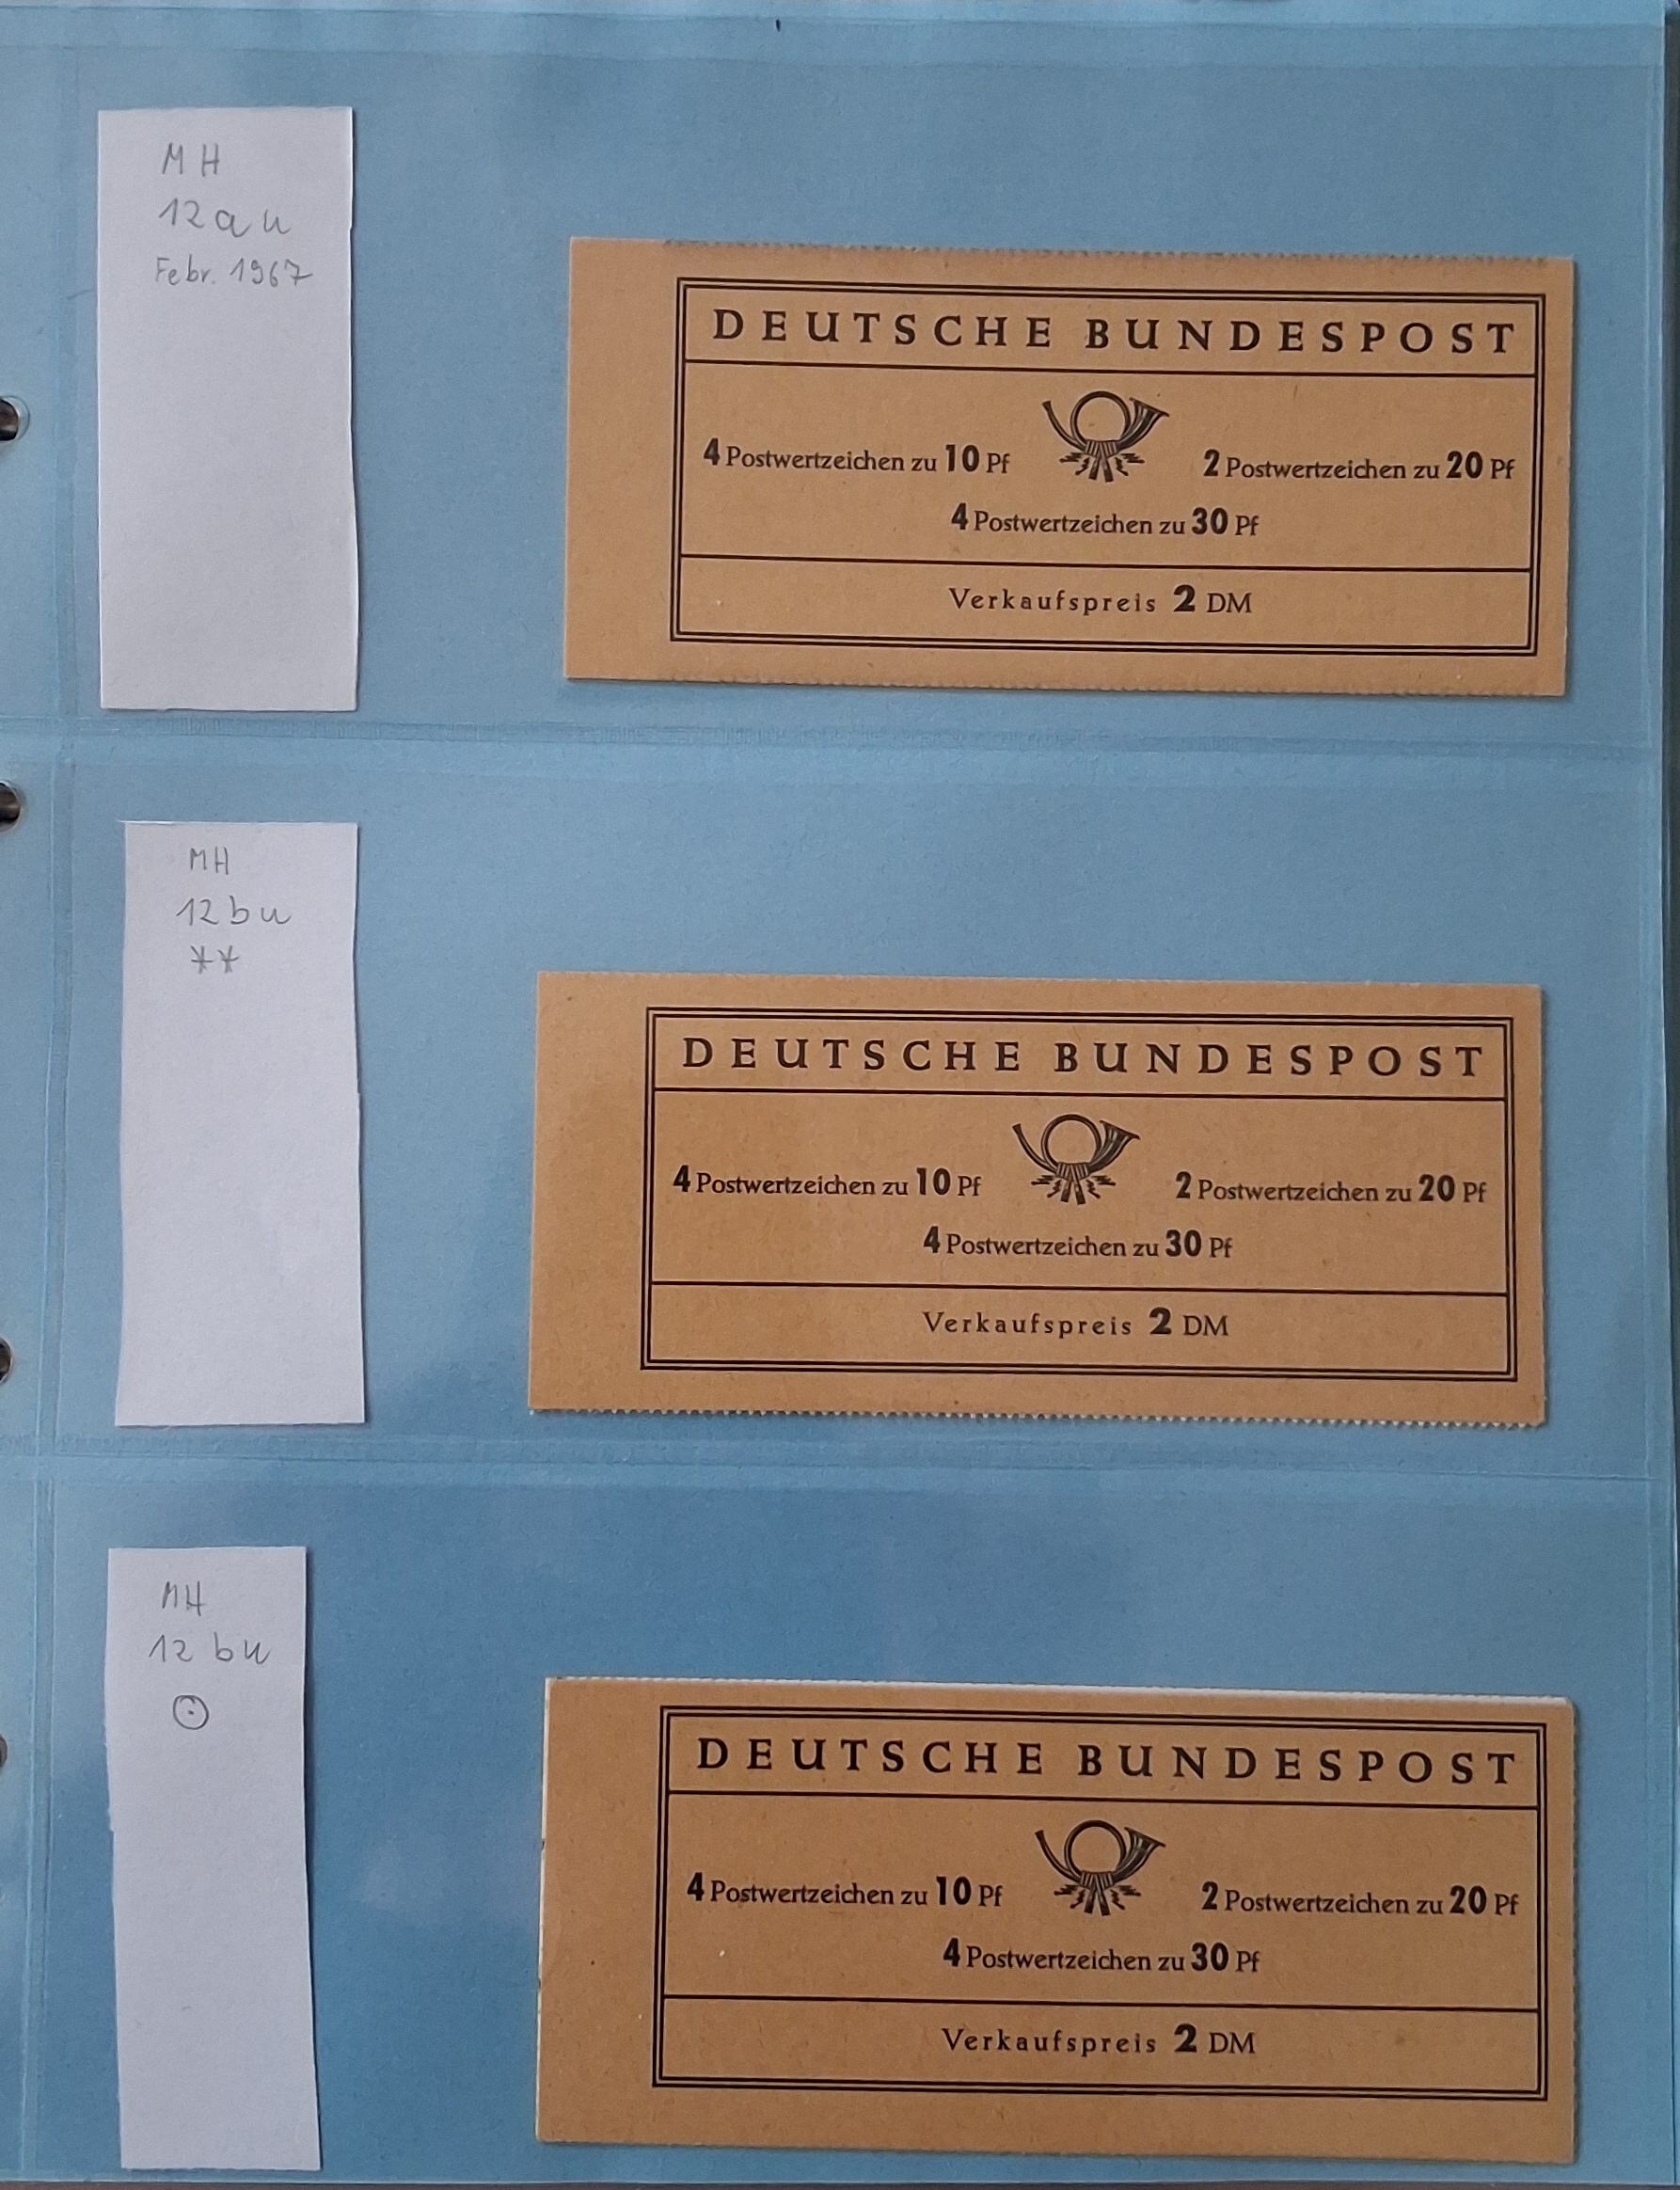 MH
12au
Febr. 1967
DEUTSCHE BUNDESPOST
4 Postwertzeichen zu 10 Pf
2 Postwertzeichen zu 20 Pf
4 Postwertzeichen zu 30 Pf
Verkaufspreis 2 DM
MH
12bu
**
DEUTSCHE BUNDESPOST
4 Postwertzeichen zu 10 Pf
2 Postwertzeichen zu 20 Pf
4 Postwertzeichen zu 30 Pf
Verkaufspreis 2 DM
MH
12 bu
⊙
DEUTSCHE BUNDESPOST
4 Postwertzeichen zu 10 Pf
2 Postwertzeichen zu 20 Pf
4 Postwertzeichen zu 30 Pf
Verkaufspreis 2 DM